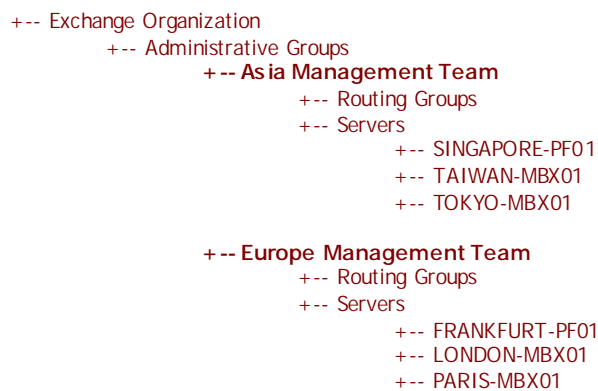 +-- Exchange Organization
+-- Administrative Groups
+-- Asia Management Team
+-- Routing Groups
+-- Servers
+-- SINGAPORE-PF01
+-- TAIWAN-MBX01
+-- TOKYO-MBX01
+-- Europe Management Team
+-- Routing Groups
+-- Servers
+-- FRANKFURT-PF01
+-- LONDON-MBX01
+-- PARIS-MBX01